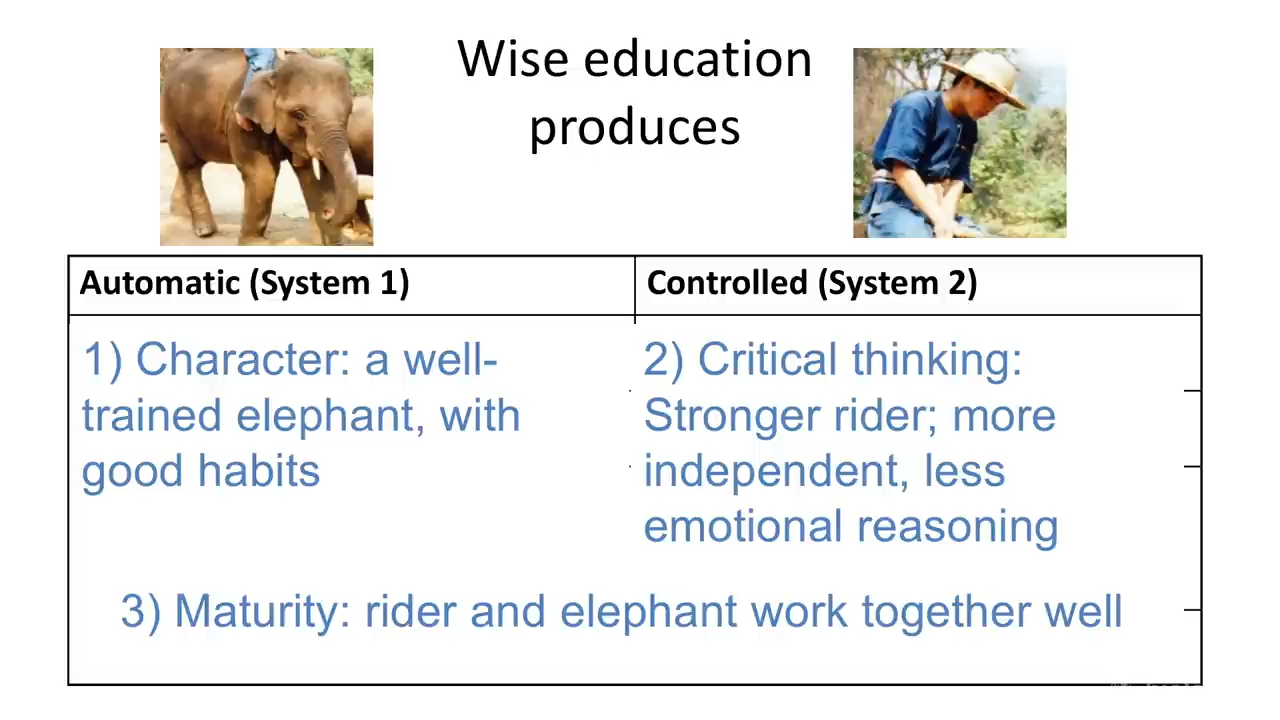 Wise education
produces
Automatic (System 1)
Controlled (System 2)
1) Character: a well-
trained elephant, with
good habits
2) Critical thinking:
Stronger rider; more
independent, less
emotional reasoning
3) Maturity: rider and elephant work together well